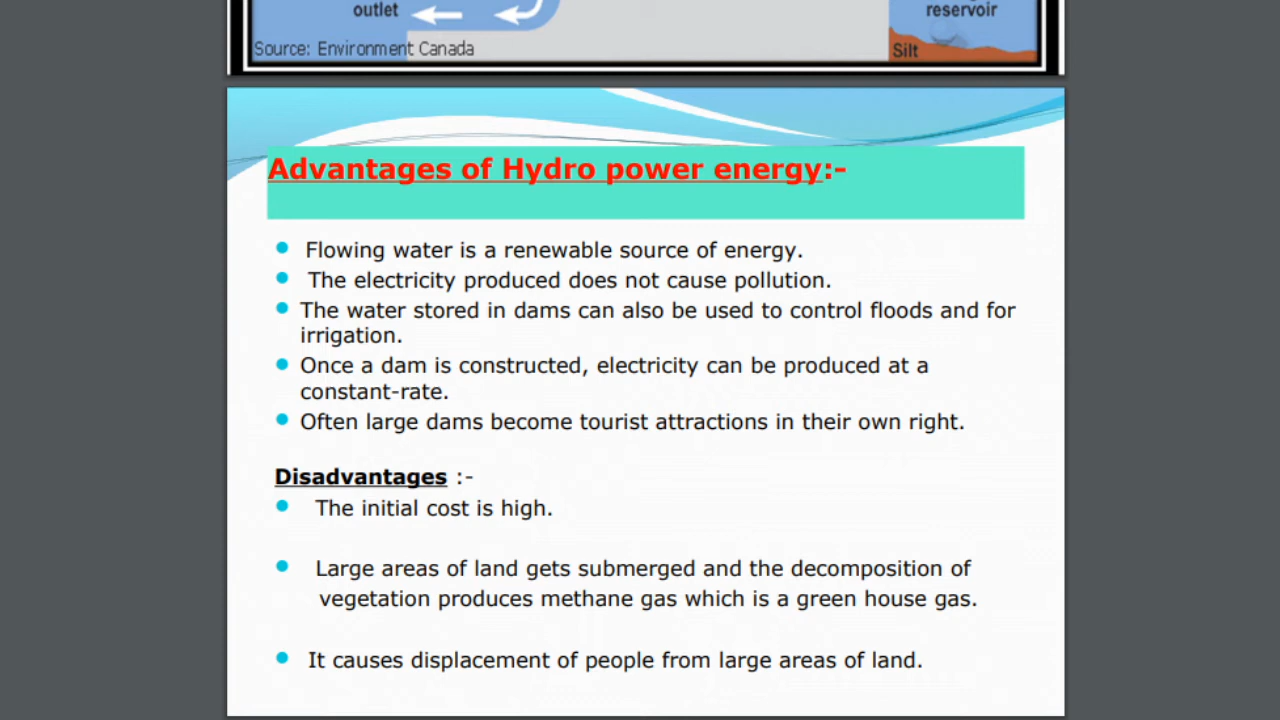 outlet
reservoir
Source: Environment Canada
Silt
Advantages of Hydro power energy:-
Flowing water is a renewable source of energy.
The electricity produced does not cause pollution.
The water stored in dams can also be used to control floods and for
irrigation.
Once a dam is constructed, electricity can be produced at a
constant-rate.
Often large dams become tourist attractions in their own right.
Disadvantages :-
The initial cost is high.
Large areas of land gets submerged and the decomposition of
vegetation produces methane gas which is a green house gas.
It causes displacement of people from large areas of land.